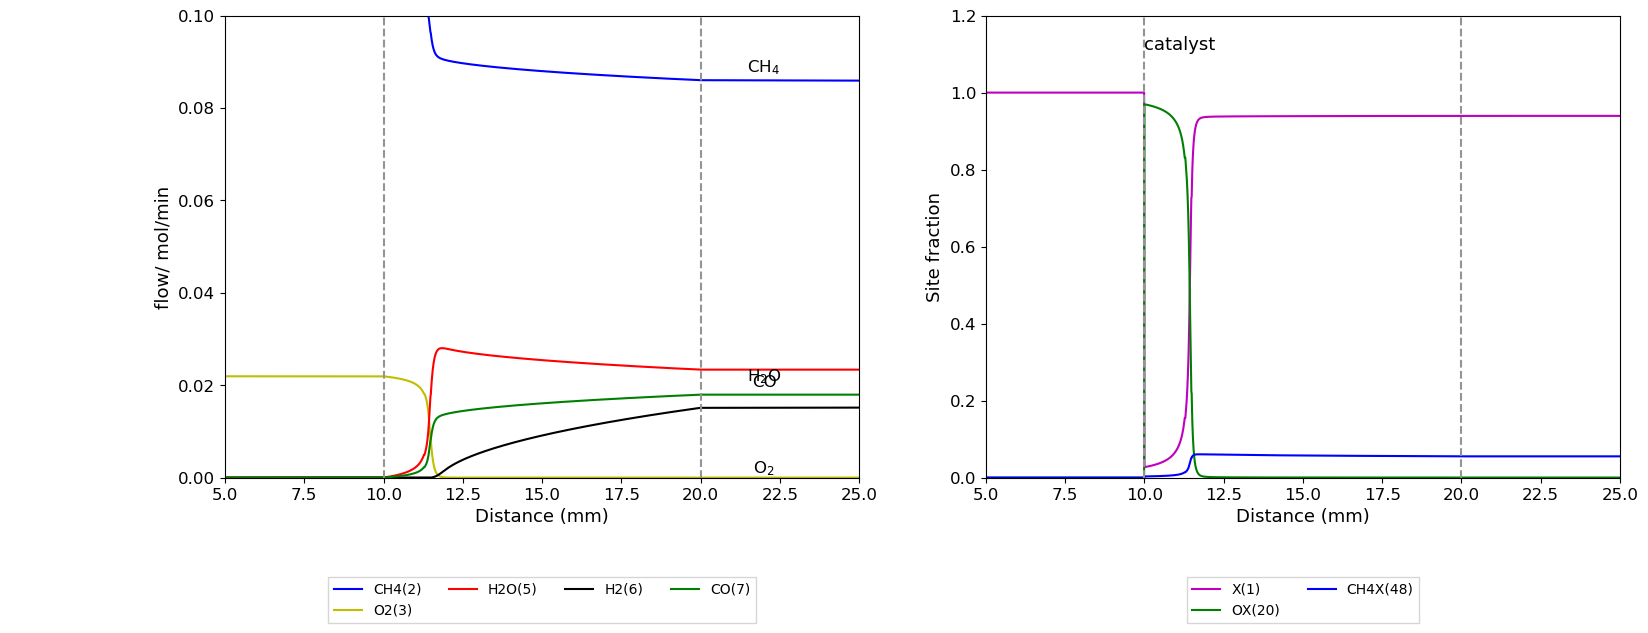 0.10
0.08
0.06
0.04
0.02
0.00
flow/ mol/min
CH₄
H₂O
CO
O₂
5.0 7.5 10.0 12.5 15.0 17.5 20.0 22.5 25.0
Distance (mm)
CH4(2) H2O(5) H2(6) CO(7)
O2(3)
1.2
1.0
0.8
0.6
0.4
0.2
0.0
Site fraction
catalyst
5.0 7.5 10.0 12.5 15.0 17.5 20.0 22.5 25.0
Distance (mm)
X(1) CH4X(48)
OX(20)